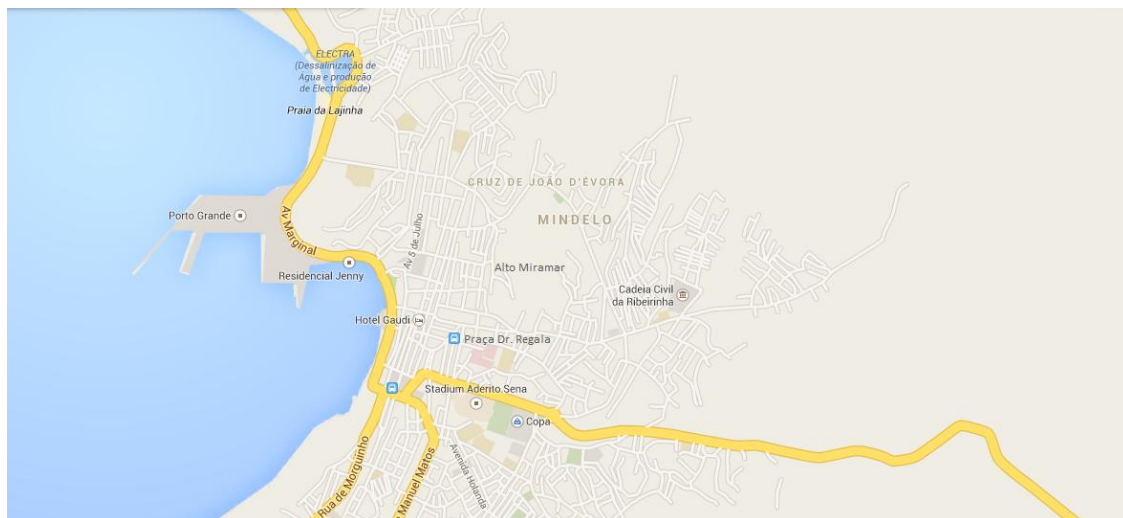 ELECTRA
(Dessalinização de
Água e produção
de Electricidade)
Praia da Lajinha
CRUZ DE JOÃO D'ÉVORA
Porto Grande
MINDELO
Av Marginal
Av 5 de Julho
Alto Miramar
Residencial Jenny
Cadeia Civil
da Ribeirinha
Hotel Gaudi
Praça Dr. Regala
Stadium Adérito Sena
Copa
Rua de Morguinho
Manuel Matos
Avenida Holanda